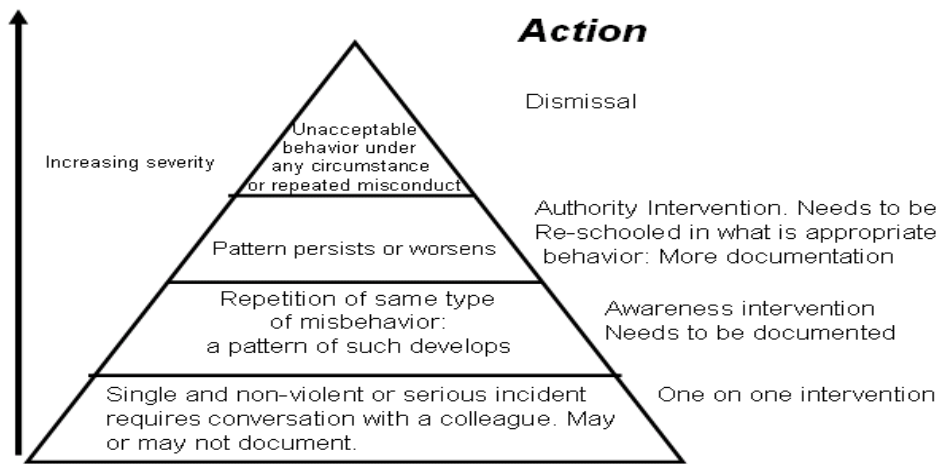 Action
Dismissal
Unacceptable
behavior under
any circumstance
or repeated misconduct
Increasing severity
Authority Intervention. Needs to be
Re-schooled in what is appropriate
behavior: More documentation
Pattern persists or worsens
Repetition of same type
of misbehavior:
a pattern of such develops
Awareness intervention
Needs to be documented
Single and non-violent or serious incident
requires conversation with a colleague. May
or may not document.
One on one intervention